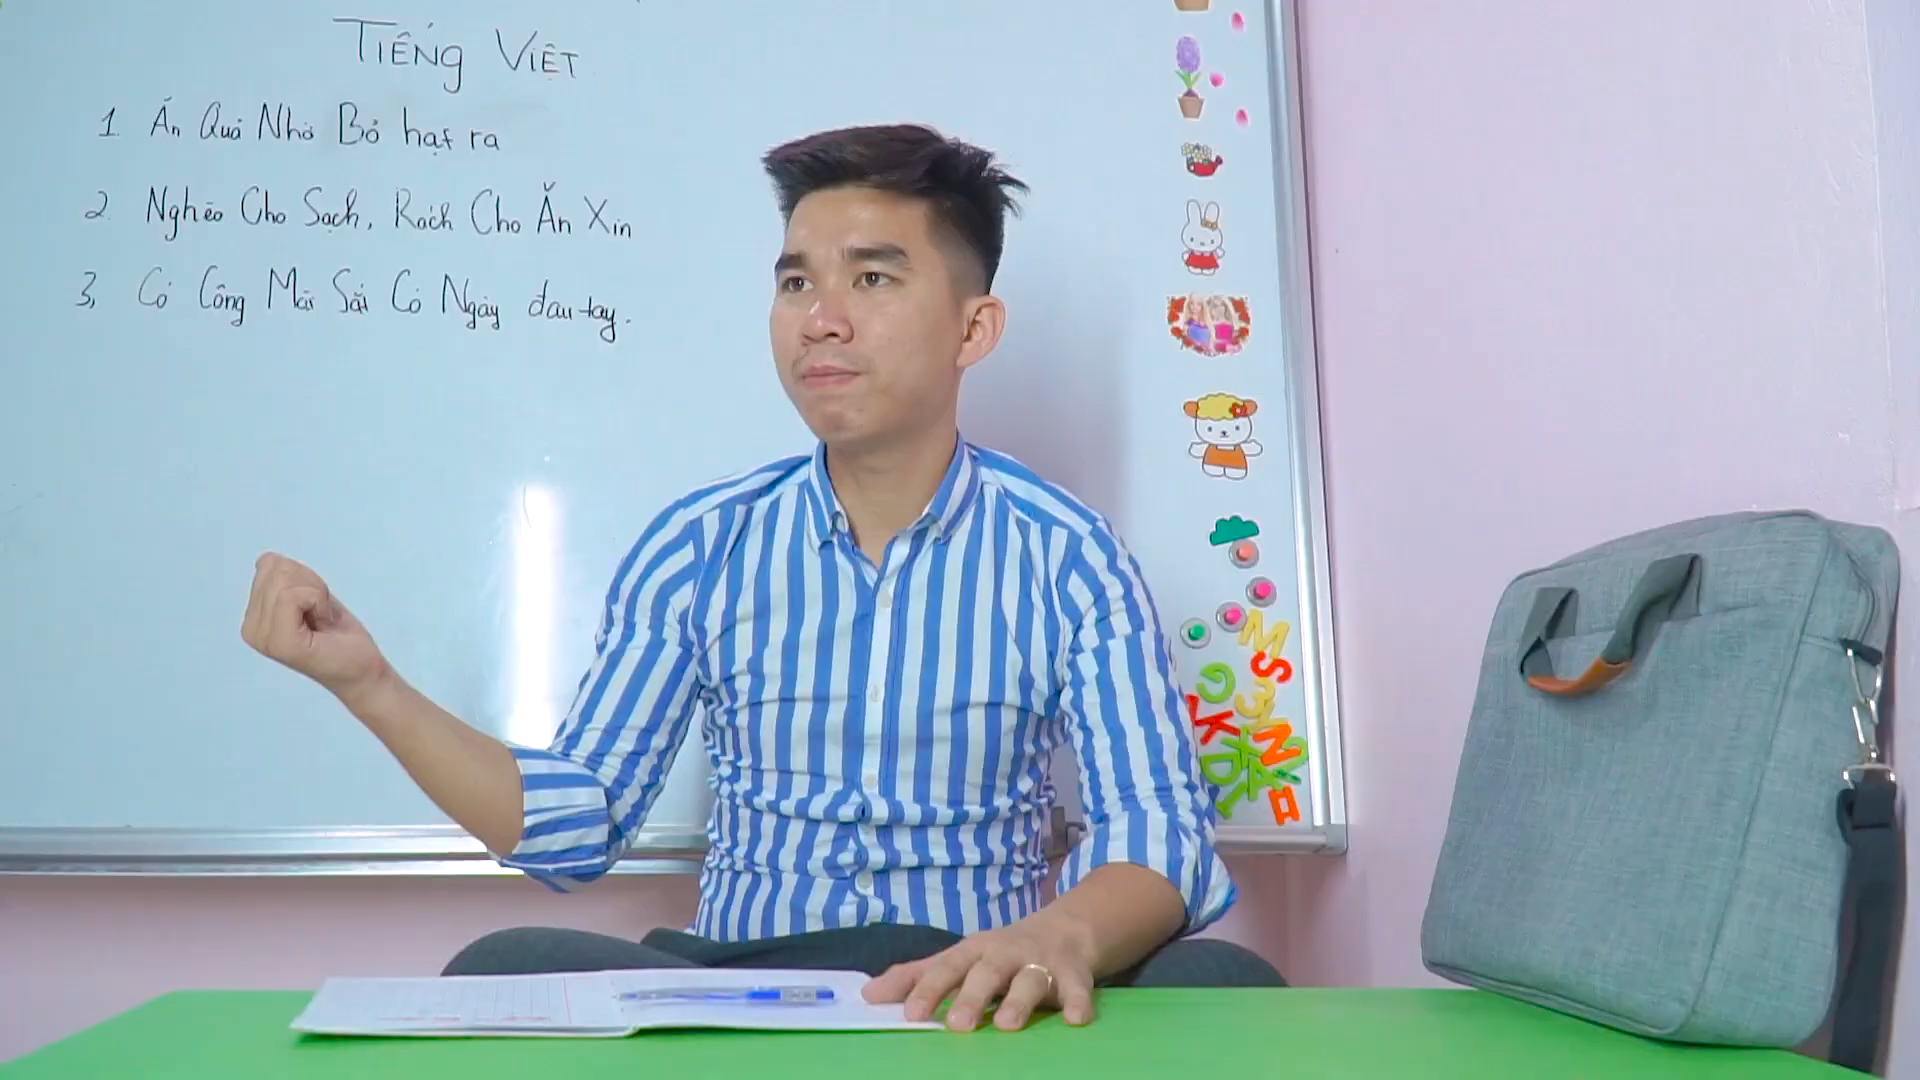 TIẾNG VIỆT
1. Ăn Quả Nhớ Bỏ hạt ra
2. Nghèo Cho Sạch, Rách Cho Ăn Xin
3, Có Công Mài Sắt Có Ngày đau tay.